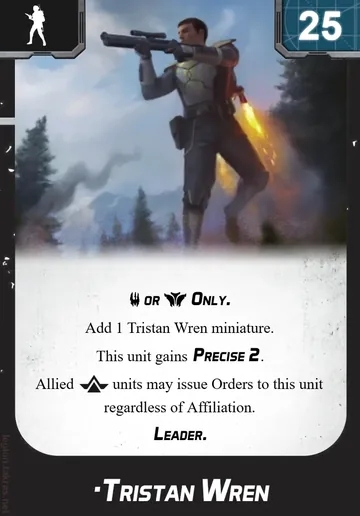 25
OR ONLY.
Add 1 Tristan Wren miniature.
This unit gains PRECISE 2.
Allied units may issue Orders to this unit
regardless of Affiliation.
LEADER.
•TRISTAN WREN